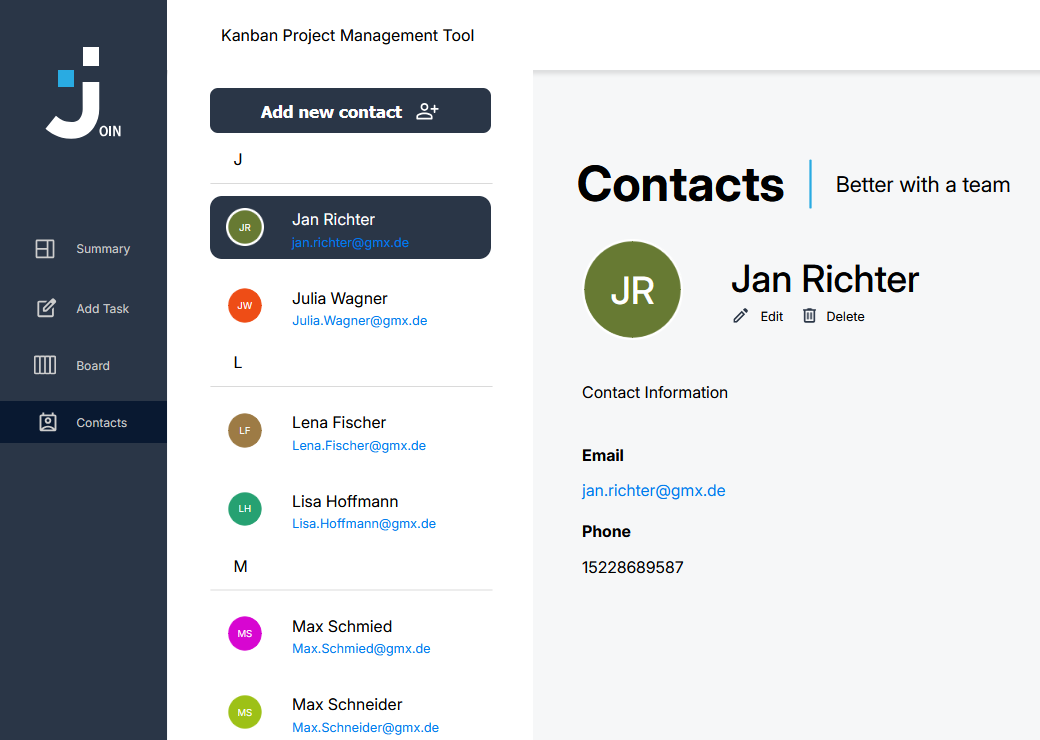 OIN
Summary
Add Task
Board
Contacts
Kanban Project Management Tool
Add new contact
J
JR
Jan Richter
jan.richter@gmx.de
JW
Julia Wagner
Julia.Wagner@gmx.de
L
LF
Lena Fischer
Lena.Fischer@gmx.de
LH
Lisa Hoffmann
Lisa.Hoffmann@gmx.de
M
MS
Max Schmied
Max.Schmied@gmx.de
MS
Max Schneider
Max.Schneider@gmx.de
Contacts
Better with a team
JR
Jan Richter
Edit Delete
Contact Information
Email
jan.richter@gmx.de
Phone
15228689587